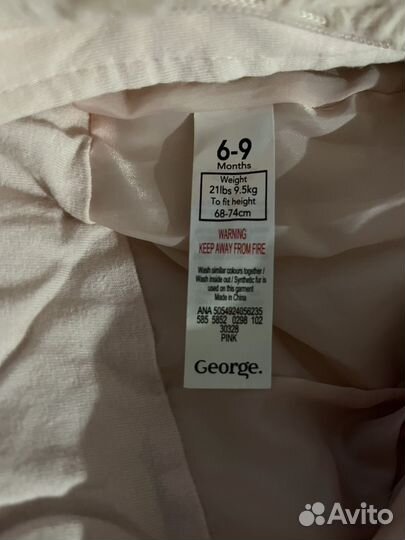 6-9
Months
Weight
21lbs 9.5kg
To fit height
68-74cm
WARNING
KEEP AWAY FROM FIRE
Wash similar colours together /
Wash inside out / Synthetic fur is
used on this garment
Made in China
ANA 5054924056235
585 5852 0298 102
30328
PINK
George.
Avito